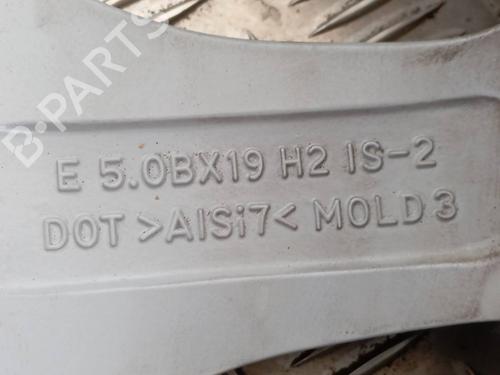 B-PARTS
E 5.0BX19 H2 IS-2
DOT >AlSi7< MOLD 3